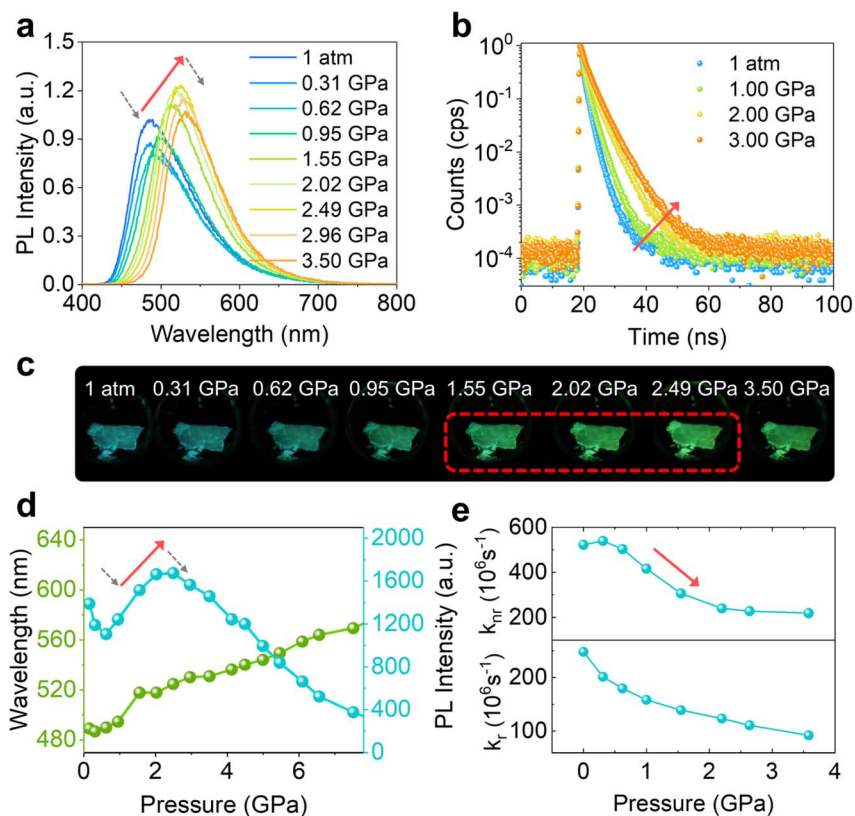 a
1.5
1.2
0.9
0.6
0.3
0.0
400 500 600 700 800
PL Intensity (a.u.)
Wavelength (nm)
1 atm
0.31 GPa
0.62 GPa
0.95 GPa
1.55 GPa
2.02 GPa
2.49 GPa
2.96 GPa
3.50 GPa
b
10^0
10^-1
10^-2
10^-3
10^-4
0 20 40 60 80 100
Counts (cps)
Time (ns)
1 atm
1.00 GPa
2.00 GPa
3.00 GPa
c
1 atm 0.31 GPa 0.62 GPa 0.95 GPa 1.55 GPa 2.02 GPa 2.49 GPa 3.50 GPa
d
640
600
560
520
480
Wavelength (nm)
2000
1600
1200
800
400
0
PL Intensity (a.u.)
0 2 4 6
Pressure (GPa)
e
600
400
200
k_nr (10^6s^-1)
200
100
k_r (10^6s^-1)
0 1 2 3 4
Pressure (GPa)